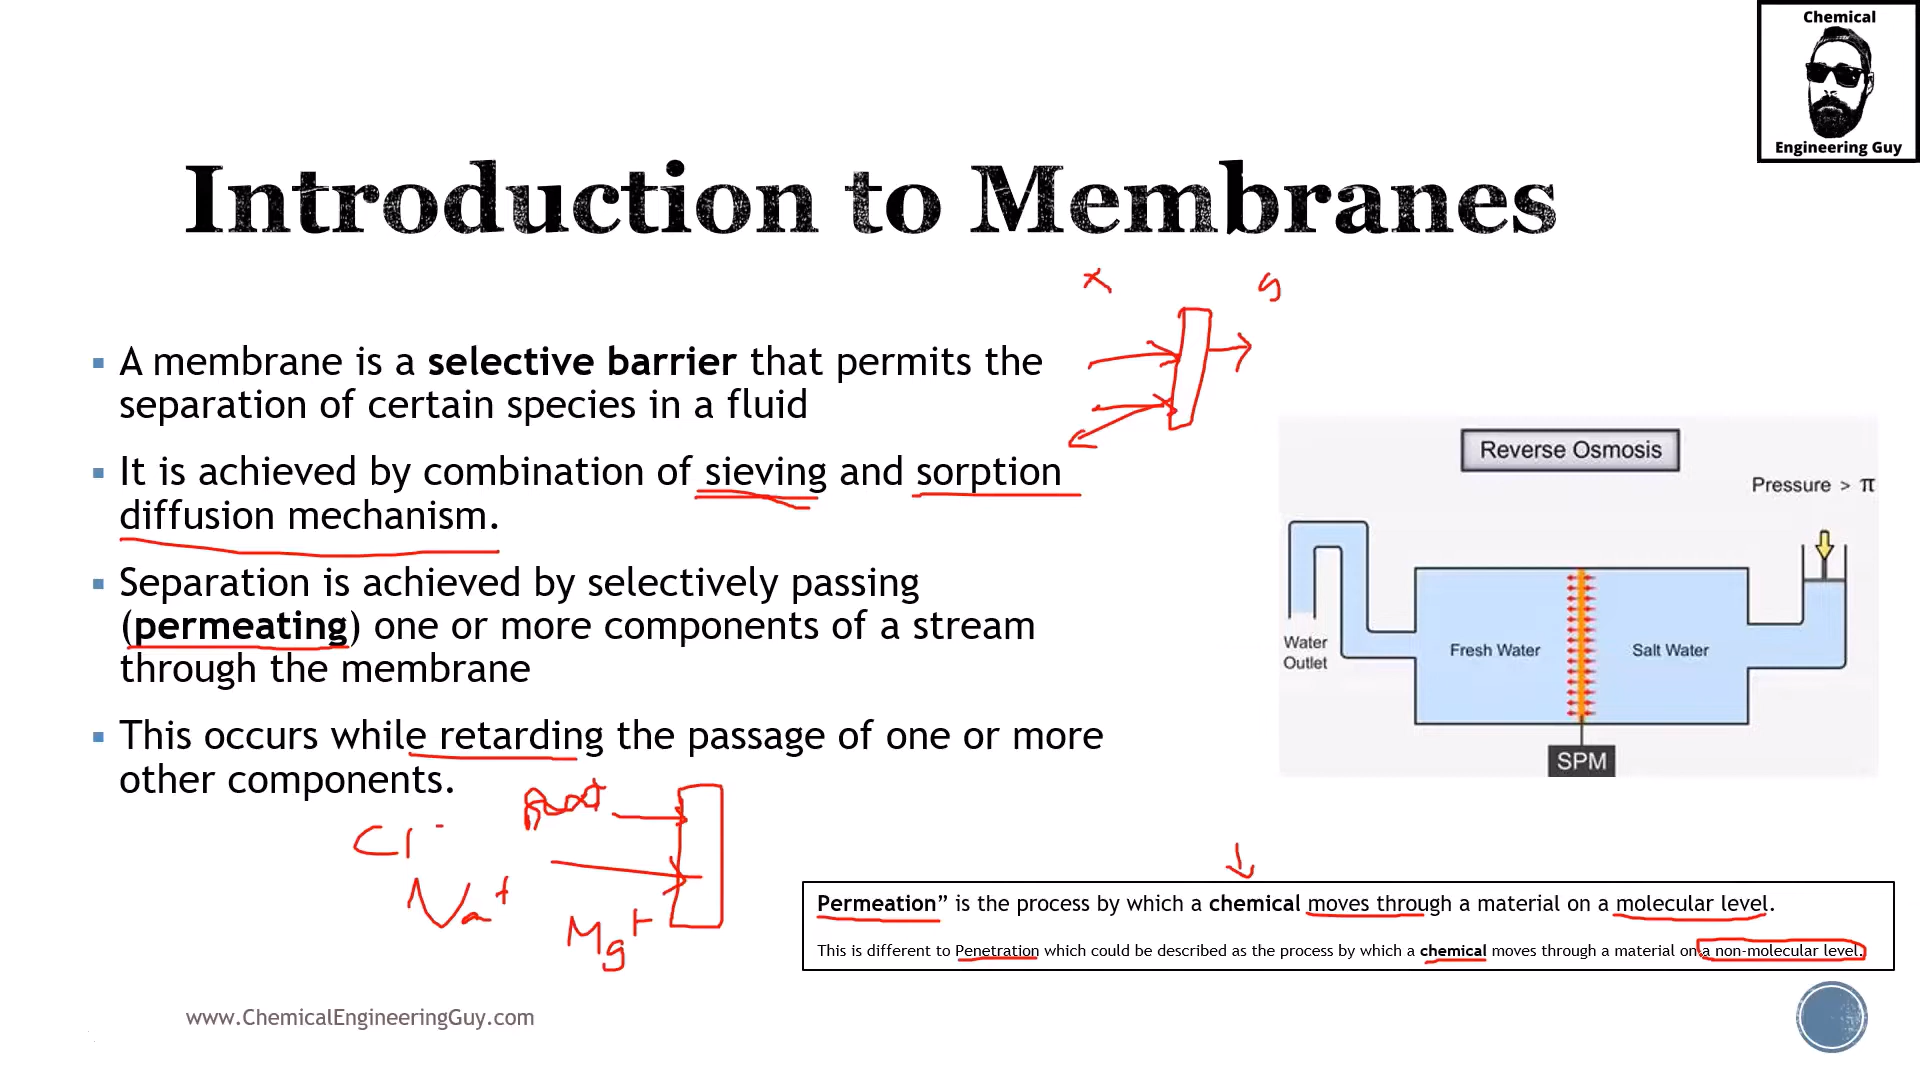 Chemical
Engineering Guy
Introduction to Membranes
x
y
A membrane is a selective barrier that permits the
separation of certain species in a fluid
It is achieved by combination of sieving and sorption
diffusion mechanism.
Separation is achieved by selectively passing
(permeating) one or more components of a stream
through the membrane
This occurs while retarding the passage of one or more
other components.
Cl -
Na+
Mg+
Reverse Osmosis
Pressure > π
Water
Outlet
Fresh Water
Salt Water
SPM
Permeation” is the process by which a chemical moves through a material on a molecular level.
This is different to Penetration which could be described as the process by which a chemical moves through a material on a non-molecular level.
www.ChemicalEngineeringGuy.com